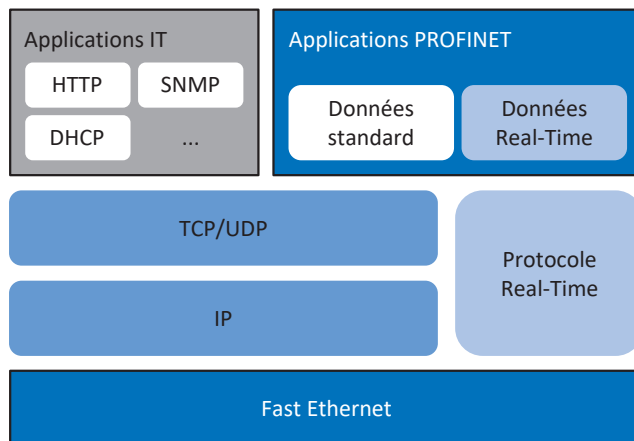 Applications IT
HTTP
SNMP
DHCP
...
Applications PROFINET
Données
standard
Données
Real-Time
TCP/UDP
IP
Protocole
Real-Time
Fast Ethernet